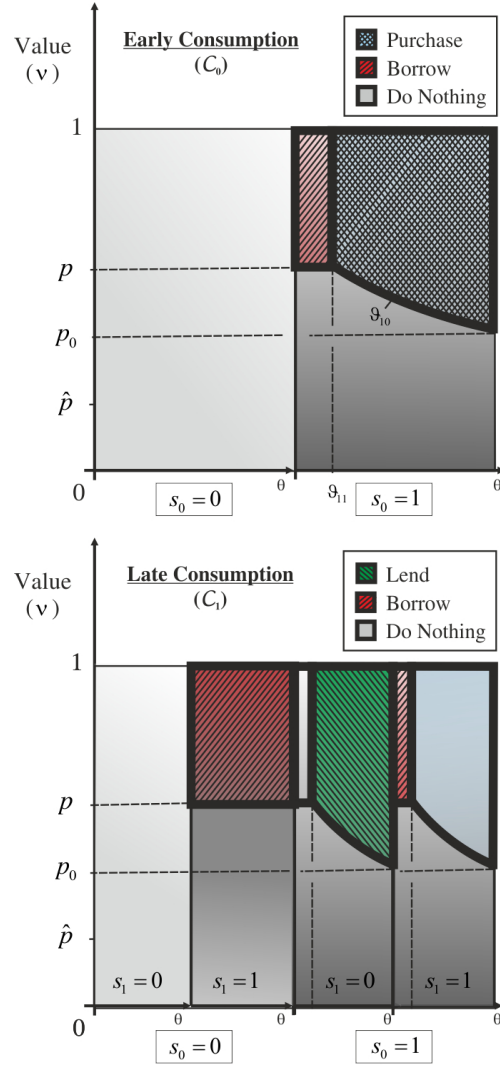 Value
(ν)
Early Consumption
(C₀)
Purchase
Borrow
Do Nothing
1
p
p₀
p̂
ϑ₁₀
0
θ
θ
s₀ = 0
ϑ₁₁
s₀ = 1
Value
(ν)
Late Consumption
(C₁)
Lend
Borrow
Do Nothing
1
p
p₀
p̂
s₁ = 0
s₁ = 1
s₁ = 0
s₁ = 1
0
θ
θ
θ
θ
s₀ = 0
s₀ = 1